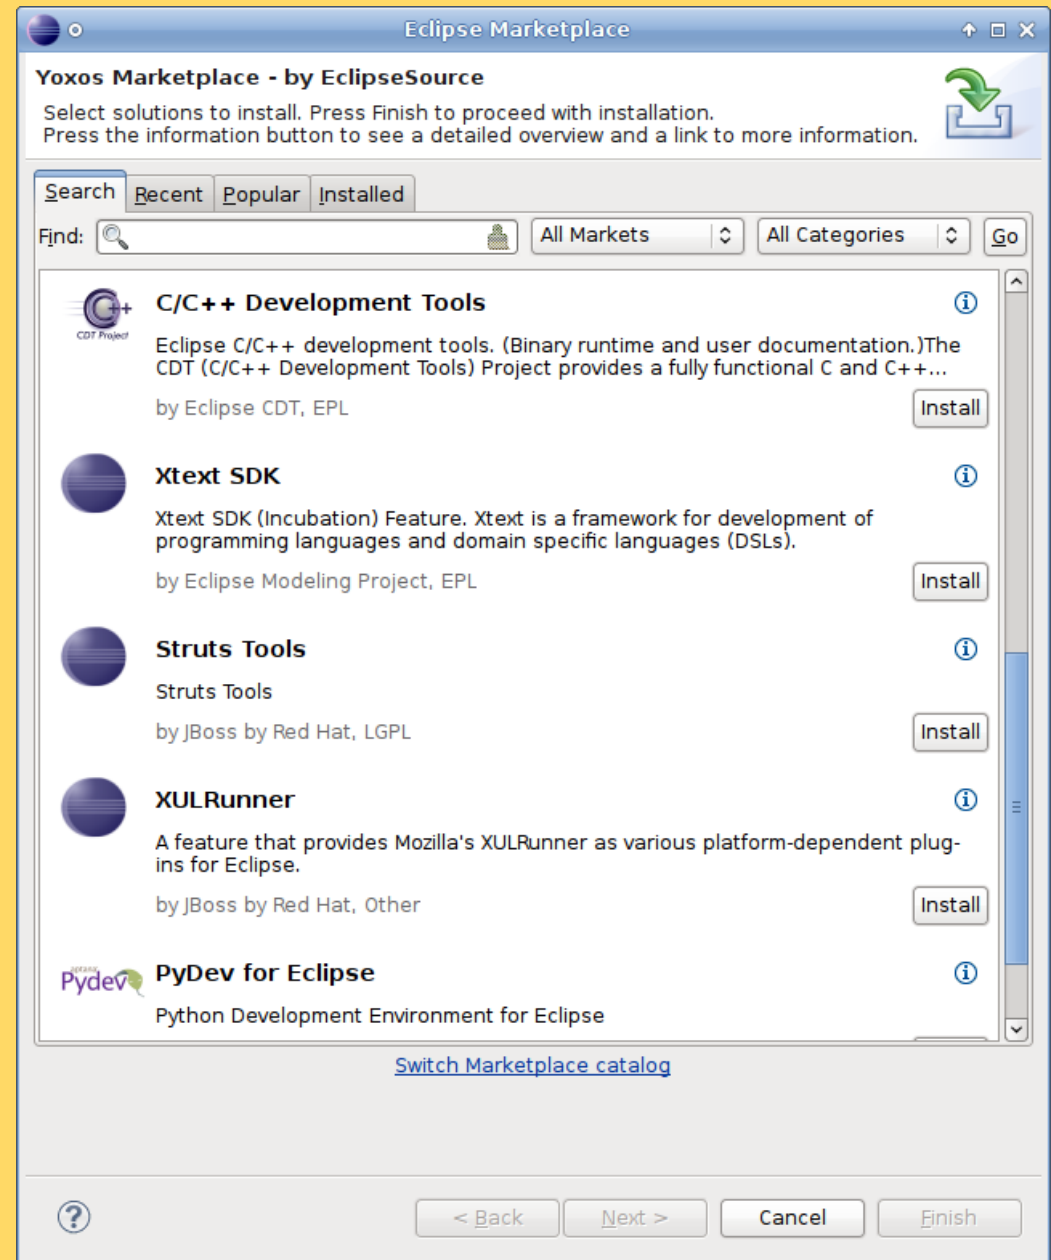 Eclipse Marketplace
Yoxos Marketplace - by EclipseSource
Select solutions to install. Press Finish to proceed with installation.
Press the information button to see a detailed overview and a link to more information.
Search Recent Popular Installed
Find: All Markets All Categories Go
C/C++ Development Tools
C++
CDT Project
Eclipse C/C++ development tools. (Binary runtime and user documentation.)The
CDT (C/C++ Development Tools) Project provides a fully functional C and C++...
by Eclipse CDT, EPL Install
Xtext SDK
Xtext SDK (Incubation) Feature. Xtext is a framework for development of
programming languages and domain specific languages (DSLs).
by Eclipse Modeling Project, EPL Install
Struts Tools
Struts Tools
by JBoss by Red Hat, LGPL Install
XULRunner
A feature that provides Mozilla's XULRunner as various platform-dependent plug-
ins for Eclipse.
by JBoss by Red Hat, Other Install
aptana
Pydev PyDev for Eclipse
Python Development Environment for Eclipse
Switch Marketplace catalog
? < Back Next > Cancel Finish